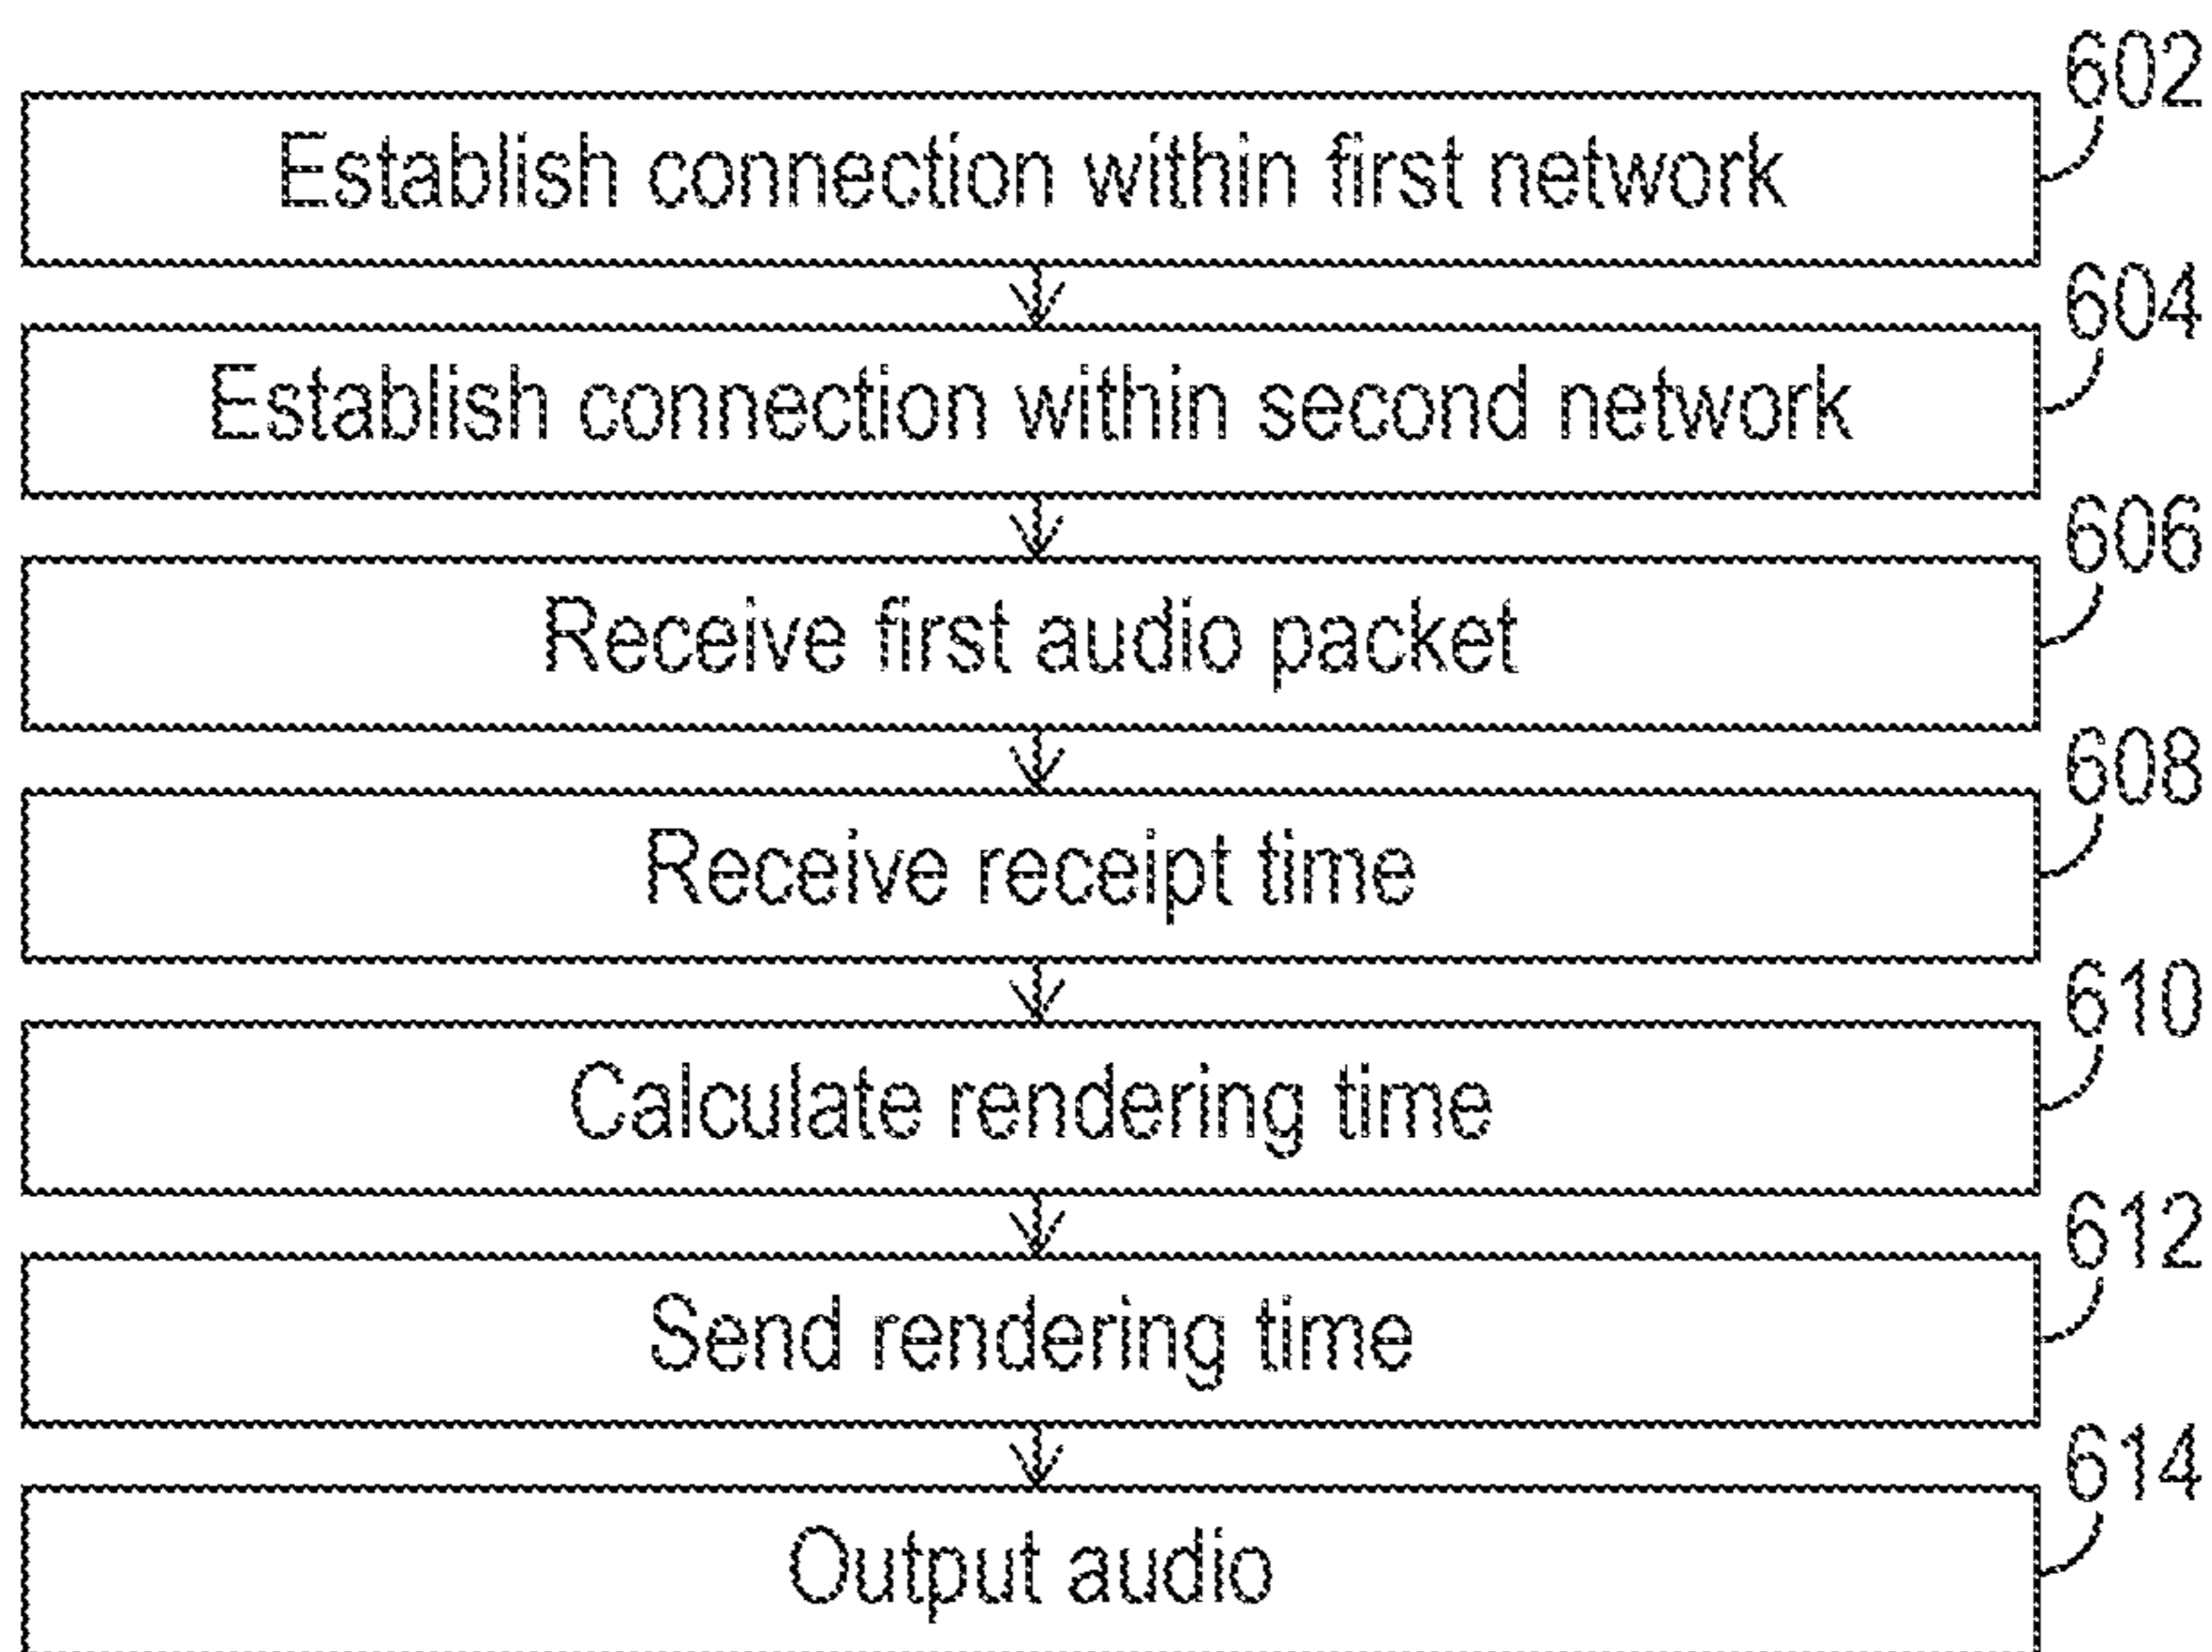 602
Establish connection within first network
604
Establish connection within second network
606
Receive first audio packet
608
Receive receipt time
610
Calculate rendering time
612
Send rendering time
614
Output audio